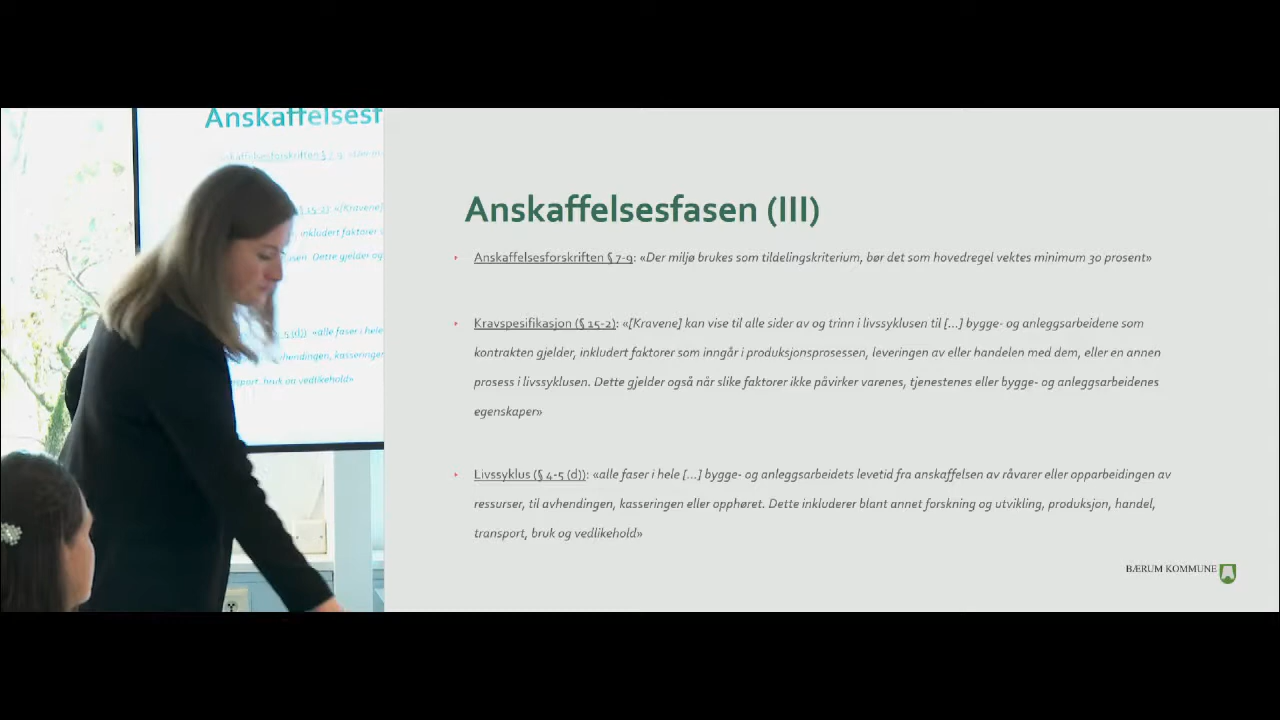 Anskaffelsesf
Anskaffelsesfasen (III)
Anskaffelsesforskriften § 7-9: «Der miljø brukes som tildelingskriterium, bør det som hovedregel vektes minimum 30 prosent»
Kravspesifikasjon (§ 15-2): «[Kravene] kan vise til alle sider av og trinn i livssyklusen til [...] bygge- og anleggsarbeidene som
kontrakten gjelder, inkludert faktorer som inngår i produksjonsprosessen, leveringen av eller handelen med dem, eller en annen
prosess i livssyklusen. Dette gjelder også når slike faktorer ikke påvirker varenes, tjenestenes eller bygge- og anleggsarbeidenes
egenskaper»
Livssyklus (§ 4-5 (d)): «alle faser i hele [...] bygge- og anleggsarbeidets levetid fra anskaffelsen av råvarer eller opparbeidingen av
ressurser, til avhendingen, kasseringen eller opphøret. Dette inkluderer blant annet forskning og utvikling, produksjon, handel,
transport, bruk og vedlikehold»
BÆRUM KOMMUNE